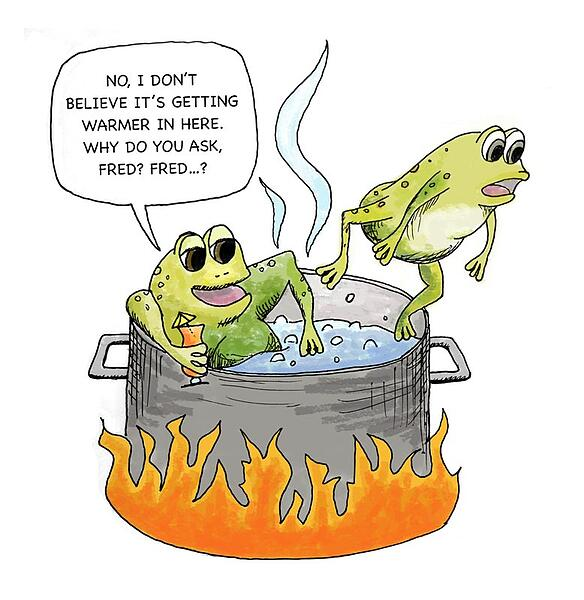 NO, I DON'T
BELIEVE IT'S GETTING
WARMER IN HERE.
WHY DO YOU ASK,
FRED? FRED...?